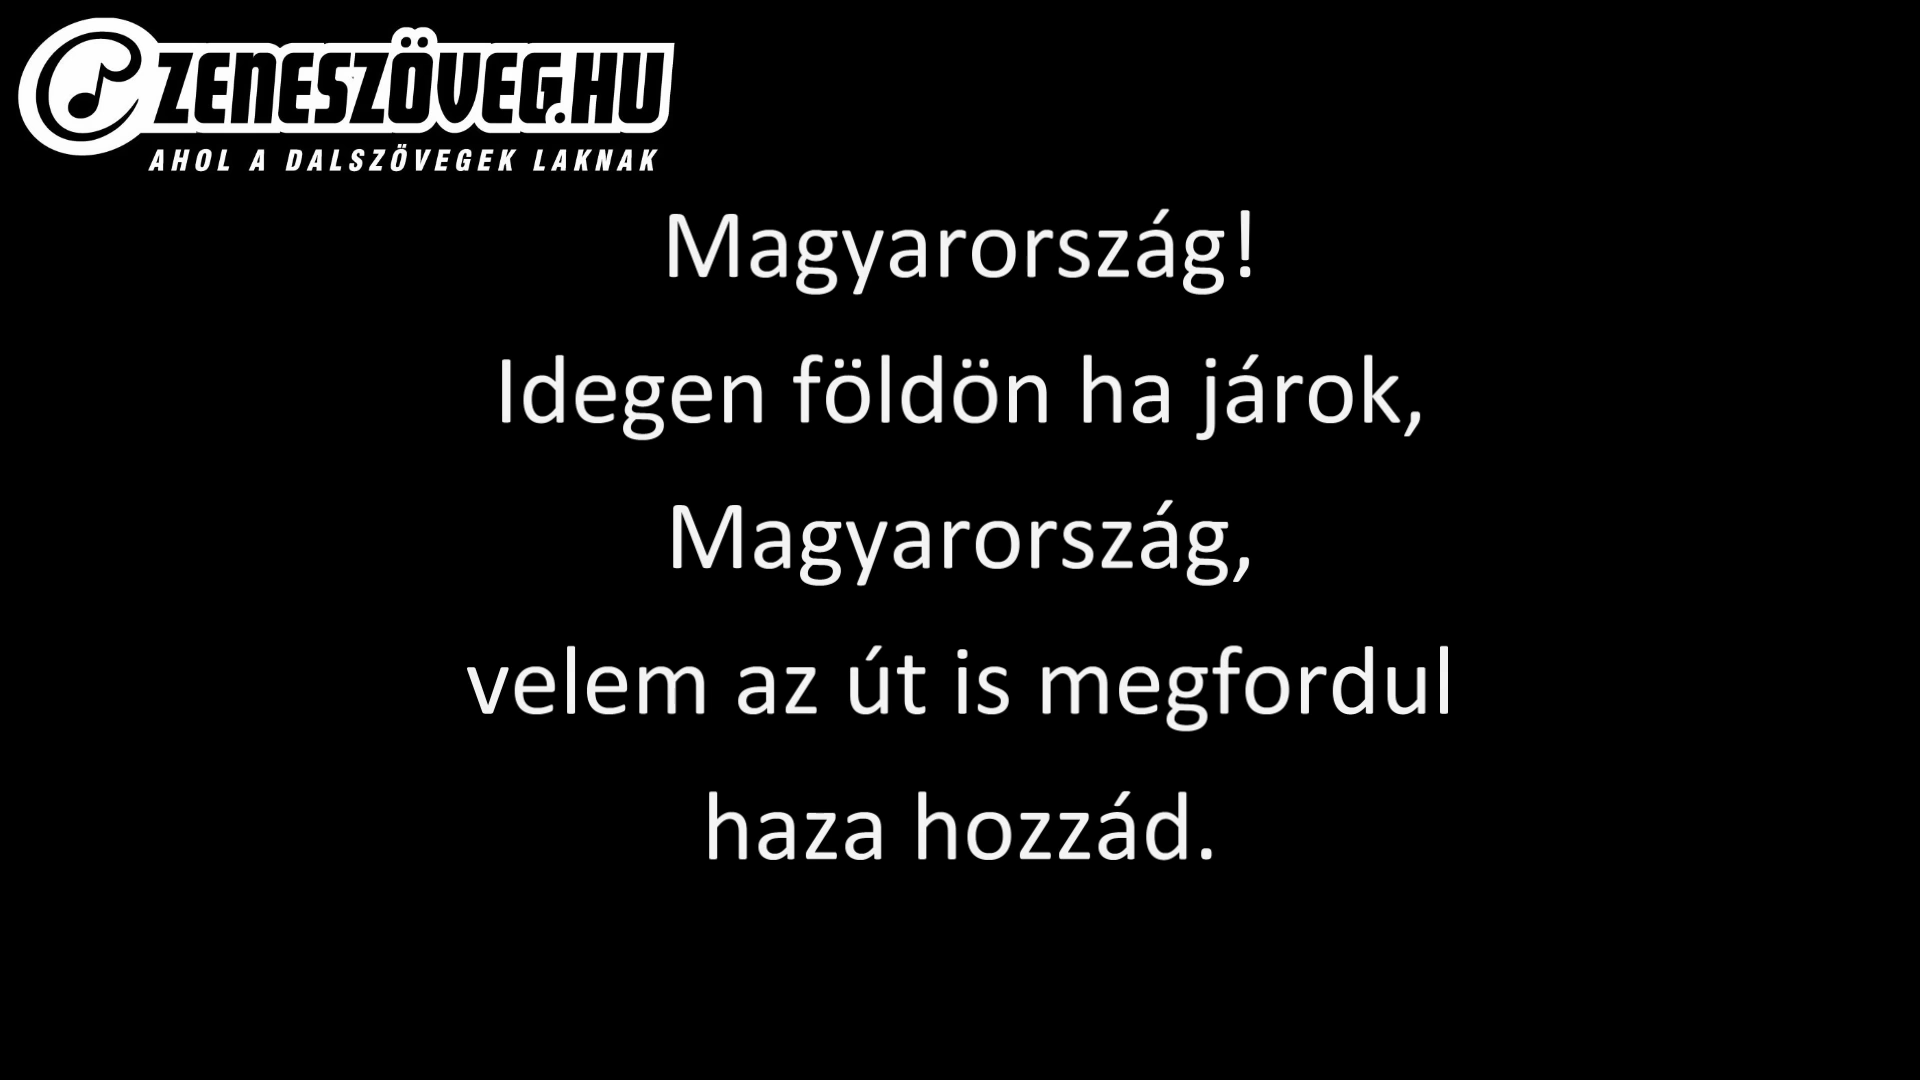 ZENESZÖVEG.HU
AHOL A DALSZÖVEGEK LAKNAK
Magyarország!
Idegen földön ha járok,
Magyarország,
velem az út is megfordul
haza hozzád.